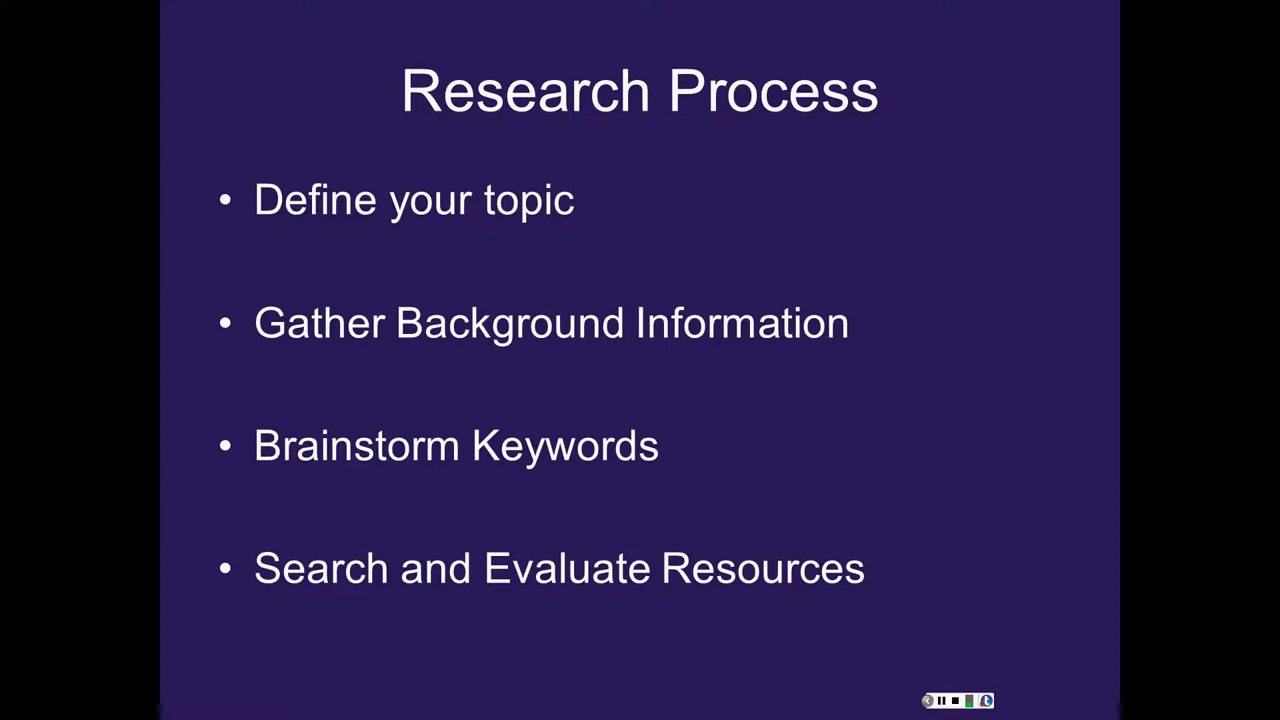 Research Process
• Define your topic
• Gather Background Information
• Brainstorm Keywords
• Search and Evaluate Resources